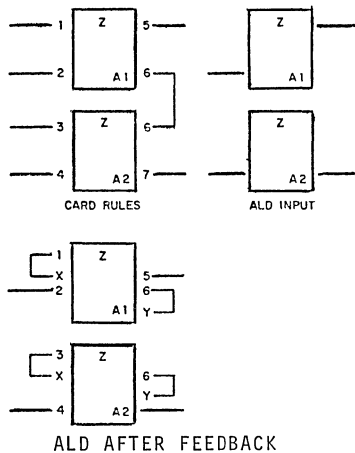 1 Z 5 Z
2 A1 6 A1
3 Z 6 Z
4 A2 7 A2
CARD RULES ALD INPUT
1 Z
X 5
2 A1 6
Y
3 Z
X 6
Y
4 A2
ALD AFTER FEEDBACK